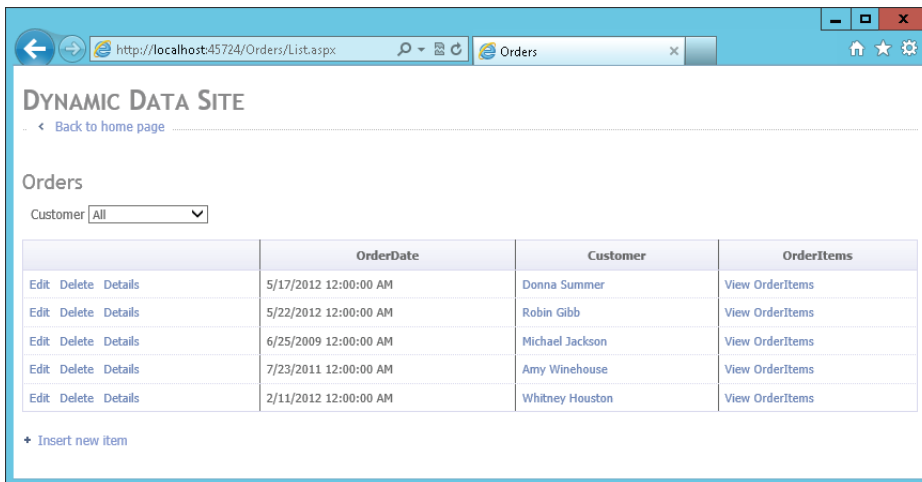 http://localhost:45724/Orders/List.aspx Orders
DYNAMIC DATA SITE
Back to home page
Orders
Customer All
OrderDate Customer OrderItems
Edit Delete Details 5/17/2012 12:00:00 AM Donna Summer View OrderItems
Edit Delete Details 5/22/2012 12:00:00 AM Robin Gibb View OrderItems
Edit Delete Details 6/25/2009 12:00:00 AM Michael Jackson View OrderItems
Edit Delete Details 7/23/2011 12:00:00 AM Amy Winehouse View OrderItems
Edit Delete Details 2/11/2012 12:00:00 AM Whitney Houston View OrderItems
Insert new item